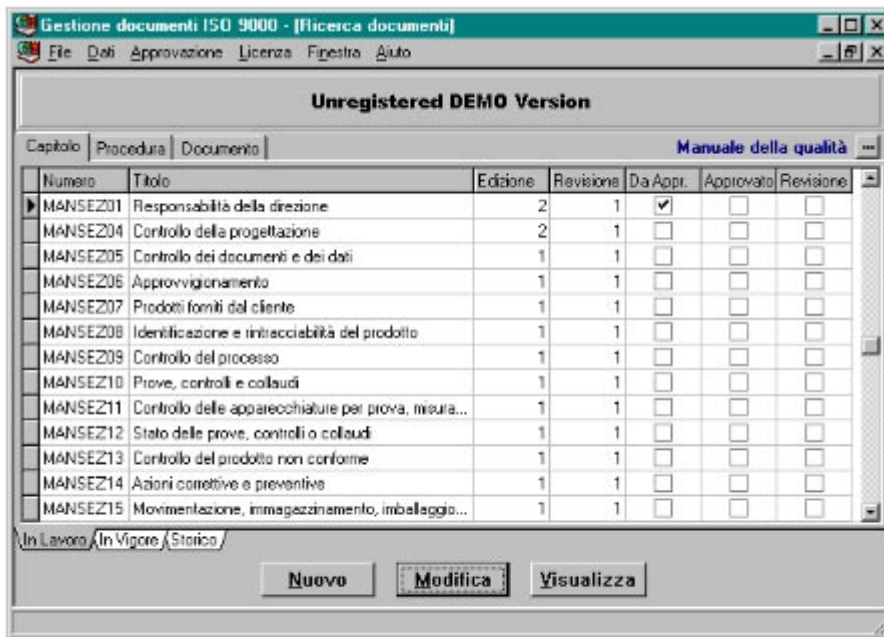 Gestione documenti ISO 9000 - [Ricerca documenti]
File Dati Approvazione Licenza Finestra Aiuto
Unregistered DEMO Version
Capitolo Procedura Documento Manuale della qualità ...
Numero Titolo Edizione Revisione Da Appr. Approvato Revisione
MANSEZ01 Responsabilità della direzione 2 1
MANSEZ04 Controllo della progettazione 2 1
MANSEZ05 Controllo dei documenti e dei dati 1 1
MANSEZ06 Approvvigionamento 1 1
MANSEZ07 Prodotti forniti dal cliente 1 1
MANSEZ08 Identificazione e rintracciabilità del prodotto 1 1
MANSEZ09 Controllo del processo 1 1
MANSEZ10 Prove, controlli e collaudi 1 1
MANSEZ11 Controllo delle apparecchiature per prova, misura... 1 1
MANSEZ12 Stato delle prove, controlli o collaudi 1 1
MANSEZ13 Controllo del prodotto non conforme 1 1
MANSEZ14 Azioni correttive e preventive 1 1
MANSEZ15 Movimentazione, immagazzinamento, imballaggio... 1 1
In Lavoro In Vigore Storico
Nuovo Modifica Visualizza